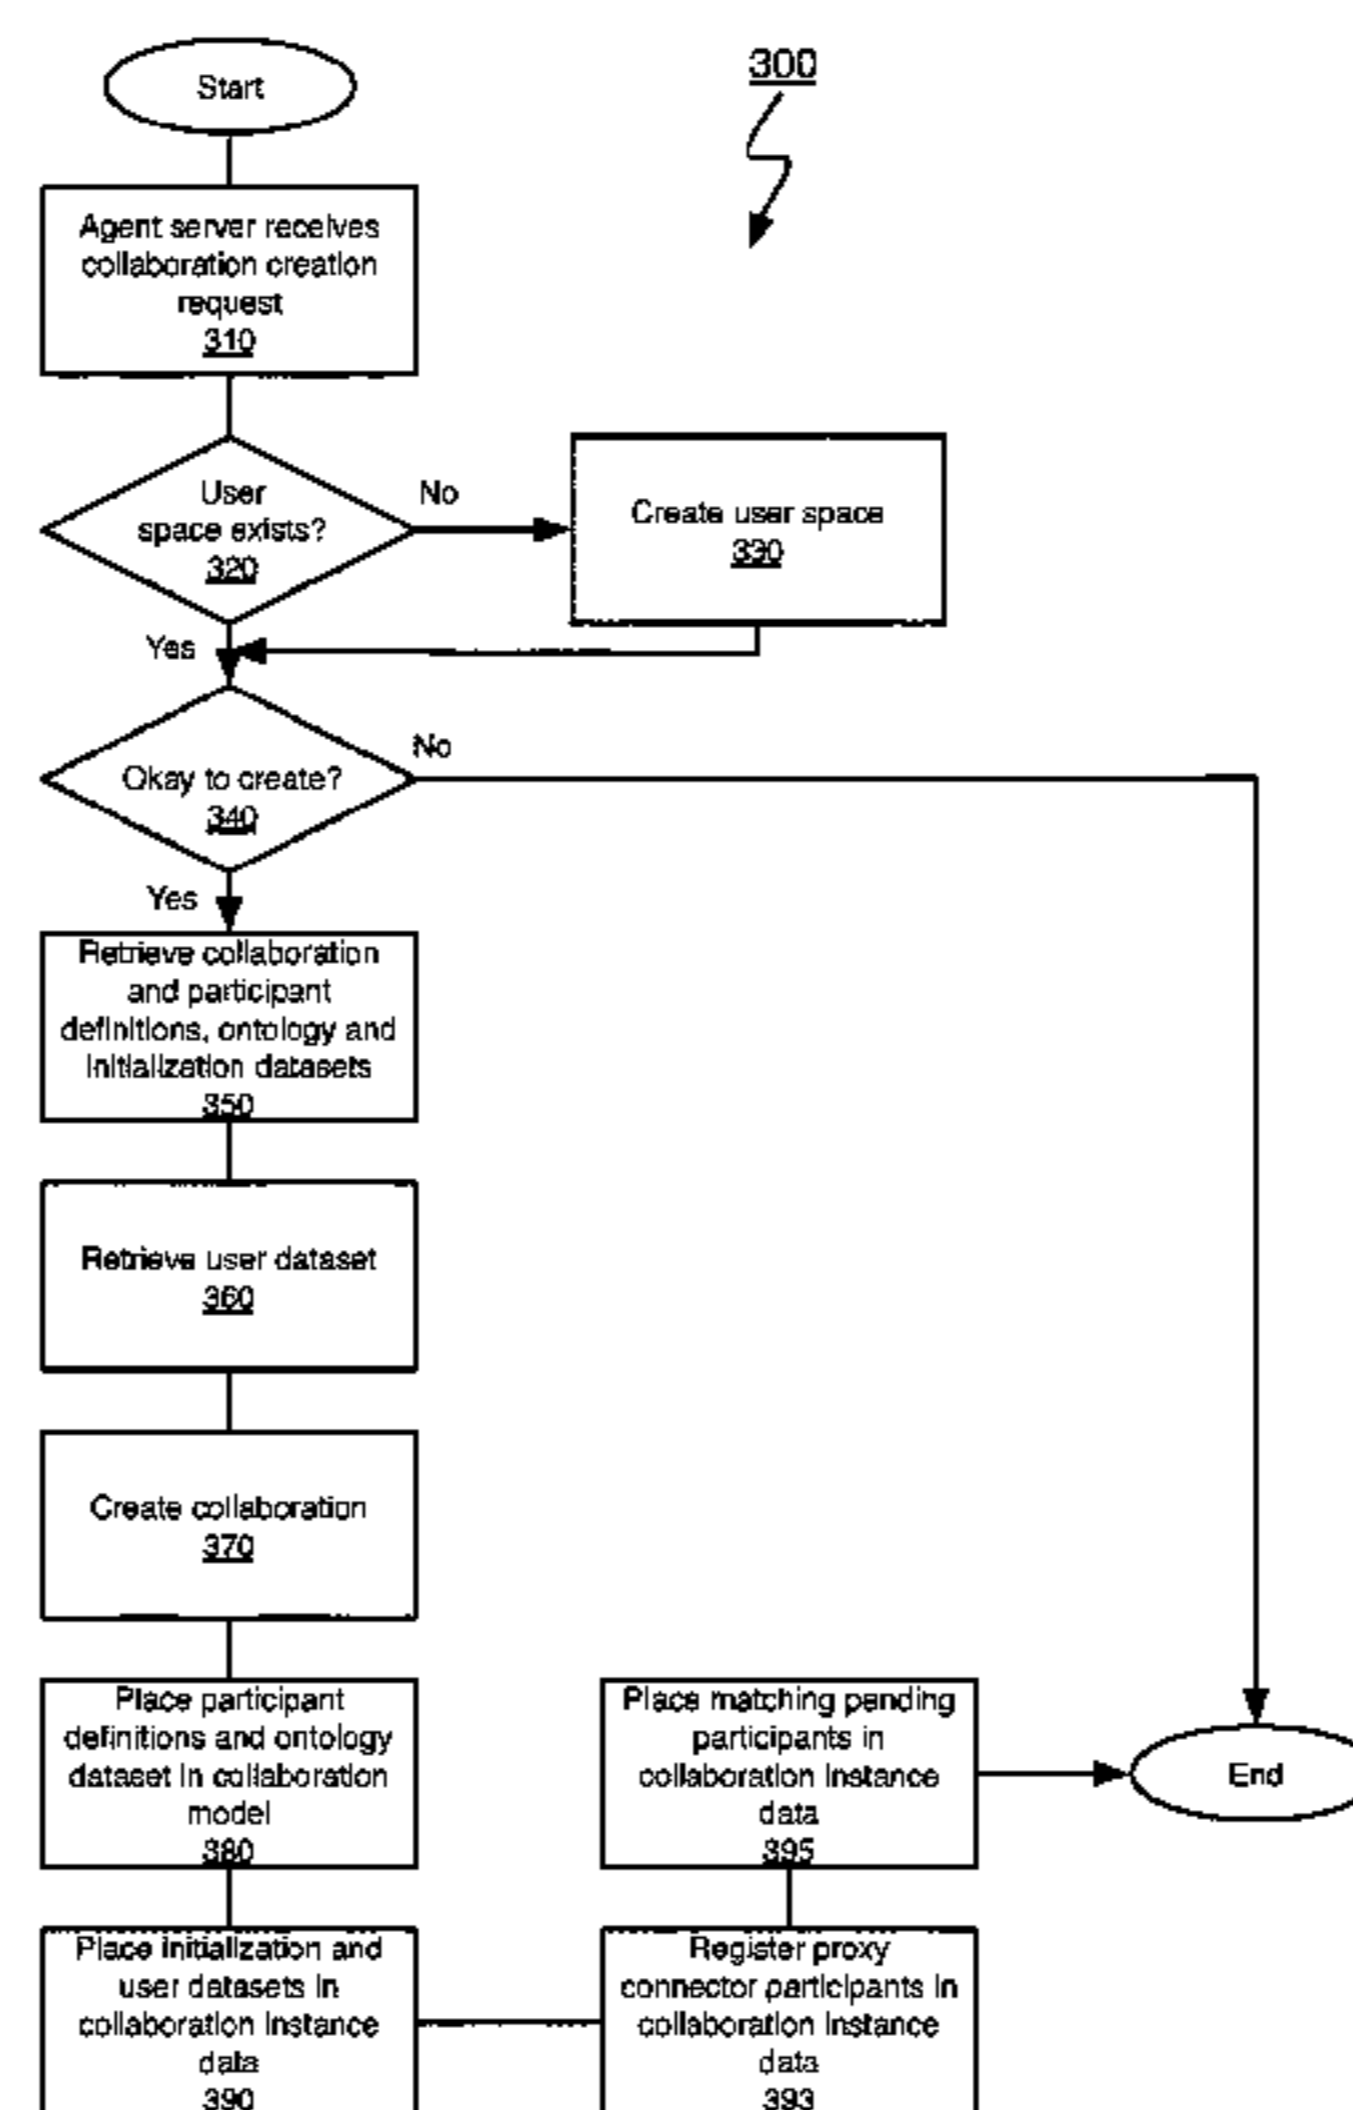 Start
300
Agent server receives
collaboration creation
request
310
User
space exists?
320
No
Create user space
330
Yes
No
Okay to create?
340
Yes
Retrieve collaboration
and participant
definitions, ontology and
initialization datasets
350
Retrieve user dataset
360
Create collaboration
370
Place participant
definitions and ontology
dataset in collaboration
model
380
Place matching pending
participants in
collaboration instance
data
395
End
Place initialization and
user datasets in
collaboration instance
data
390
Register proxy
connector participants in
collaboration instance
data
393